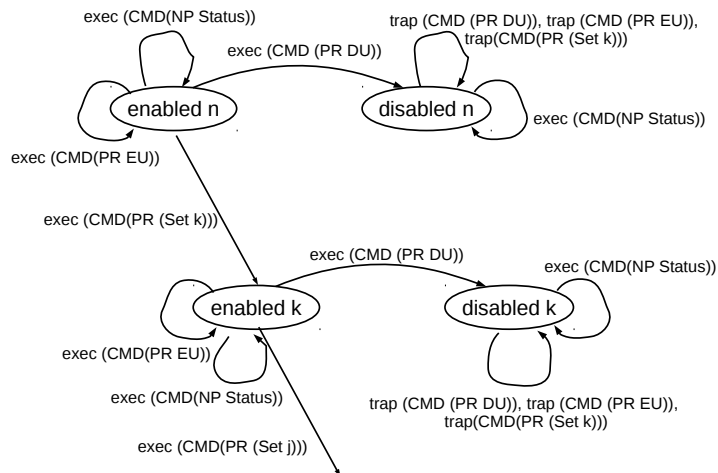 exec (CMD(NP Status))
trap (CMD (PR DU)), trap (CMD (PR EU)),
trap(CMD(PR (Set k)))
exec (CMD (PR DU))
enabled n
disabled n
exec (CMD(NP Status))
exec (CMD(PR EU))
exec (CMD(PR (Set k)))
exec (CMD (PR DU))
exec (CMD(NP Status))
enabled k
disabled k
exec (CMD(PR EU))
exec (CMD(NP Status))
trap (CMD (PR DU)), trap (CMD (PR EU)),
trap(CMD(PR (Set k)))
exec (CMD(PR (Set j)))